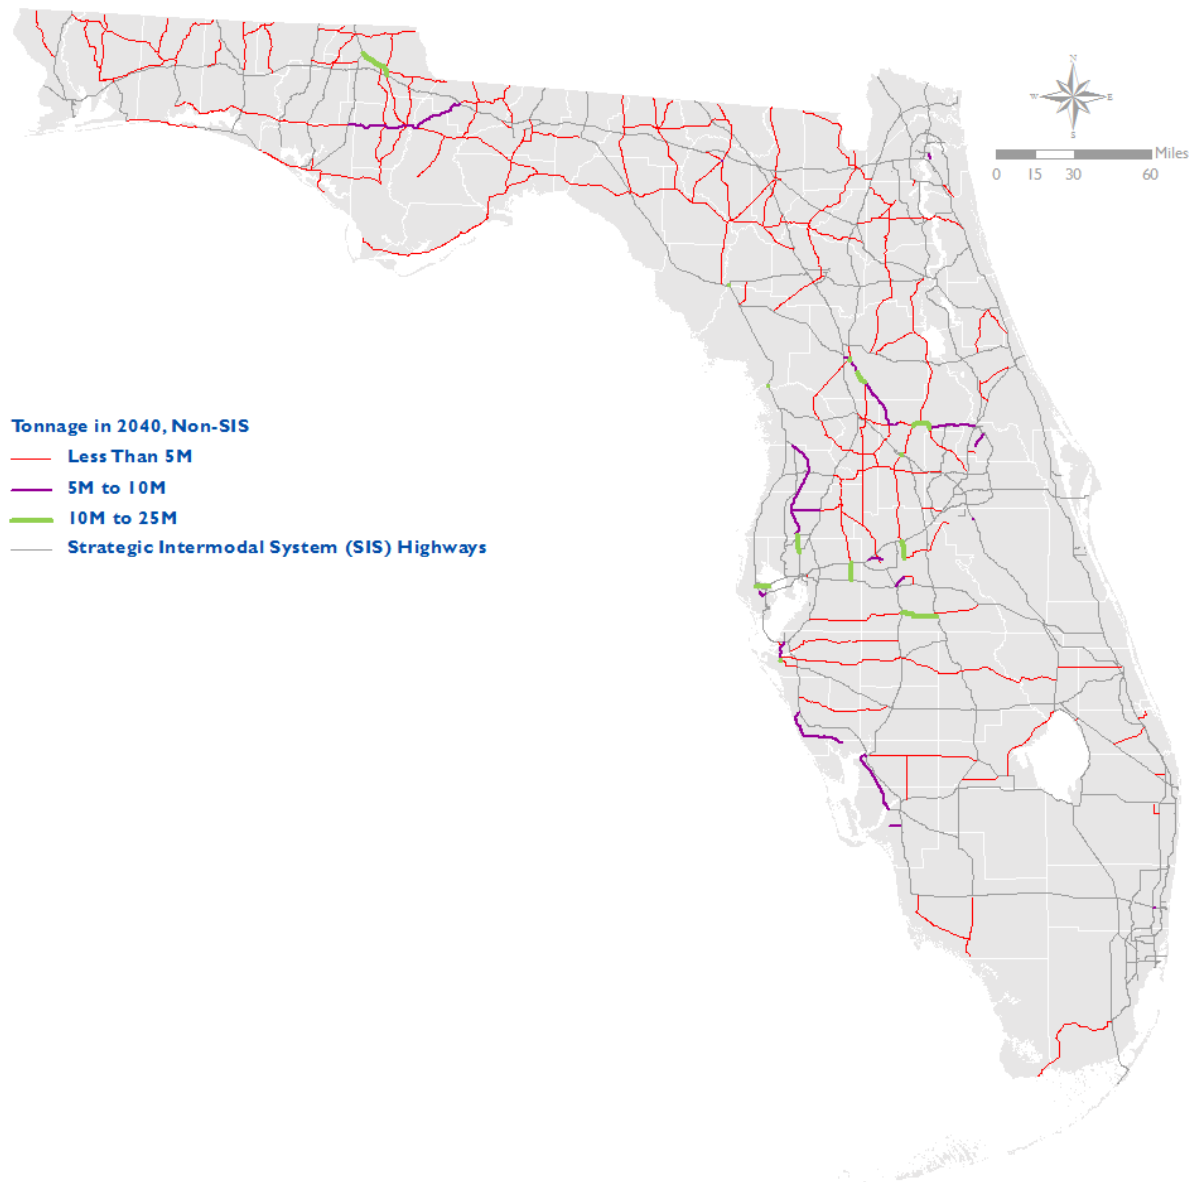 N
W E
S
Miles
0 15 30 60
Tonnage in 2040, Non-SIS
Less Than 5M
5M to 10M
10M to 25M
Strategic Intermodal System (SIS) Highways